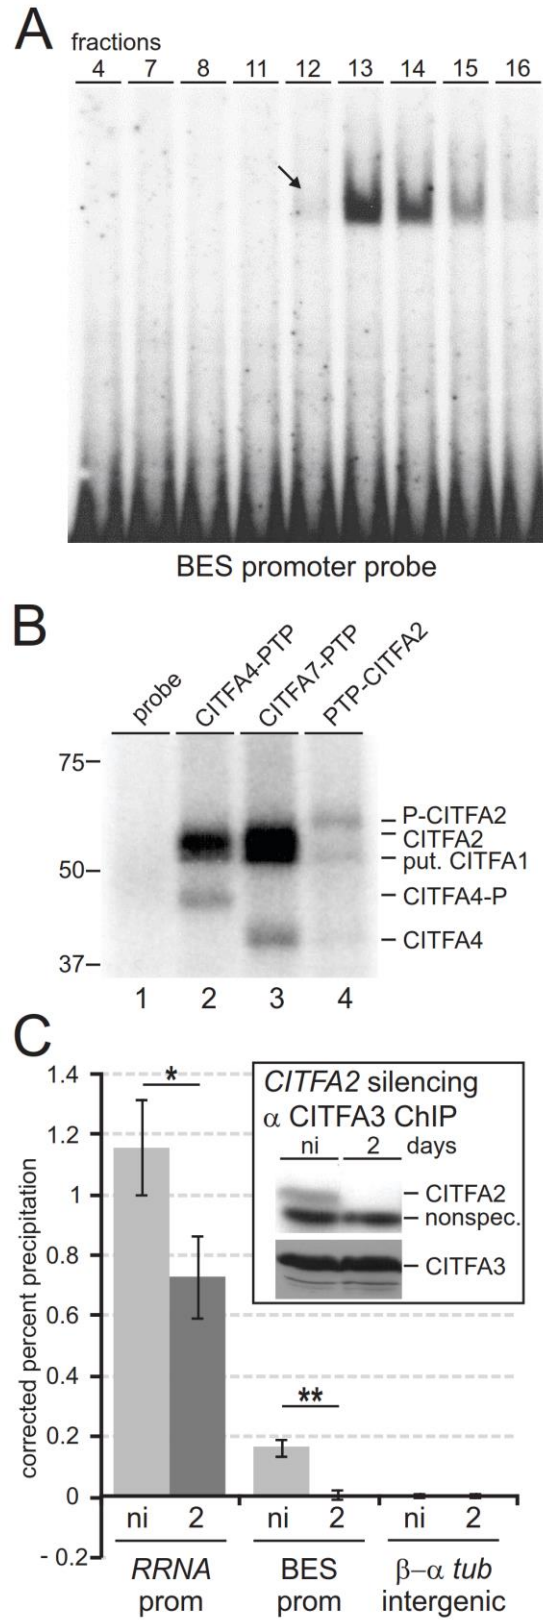 A
fractions
4 7 8 11 12 13 14 15 16
BES promoter probe
B
probe CITFA4-PTP CITFA7-PTP PTP-CITFA2
75
50
37
P-CITFA2
CITFA2
put. CITFA1
CITFA4-P
CITFA4
1 2 3 4
C
corrected percent precipitation
1.4
1.2
1
0.8
0.6
0.4
0.2
0
- 0.2
*
**
CITFA2 silencing
α CITFA3 ChIP
ni 2 days
CITFA2
nonspec.
CITFA3
ni 2 ni 2 ni 2
RRNA BES β–α tub
prom prom intergenic